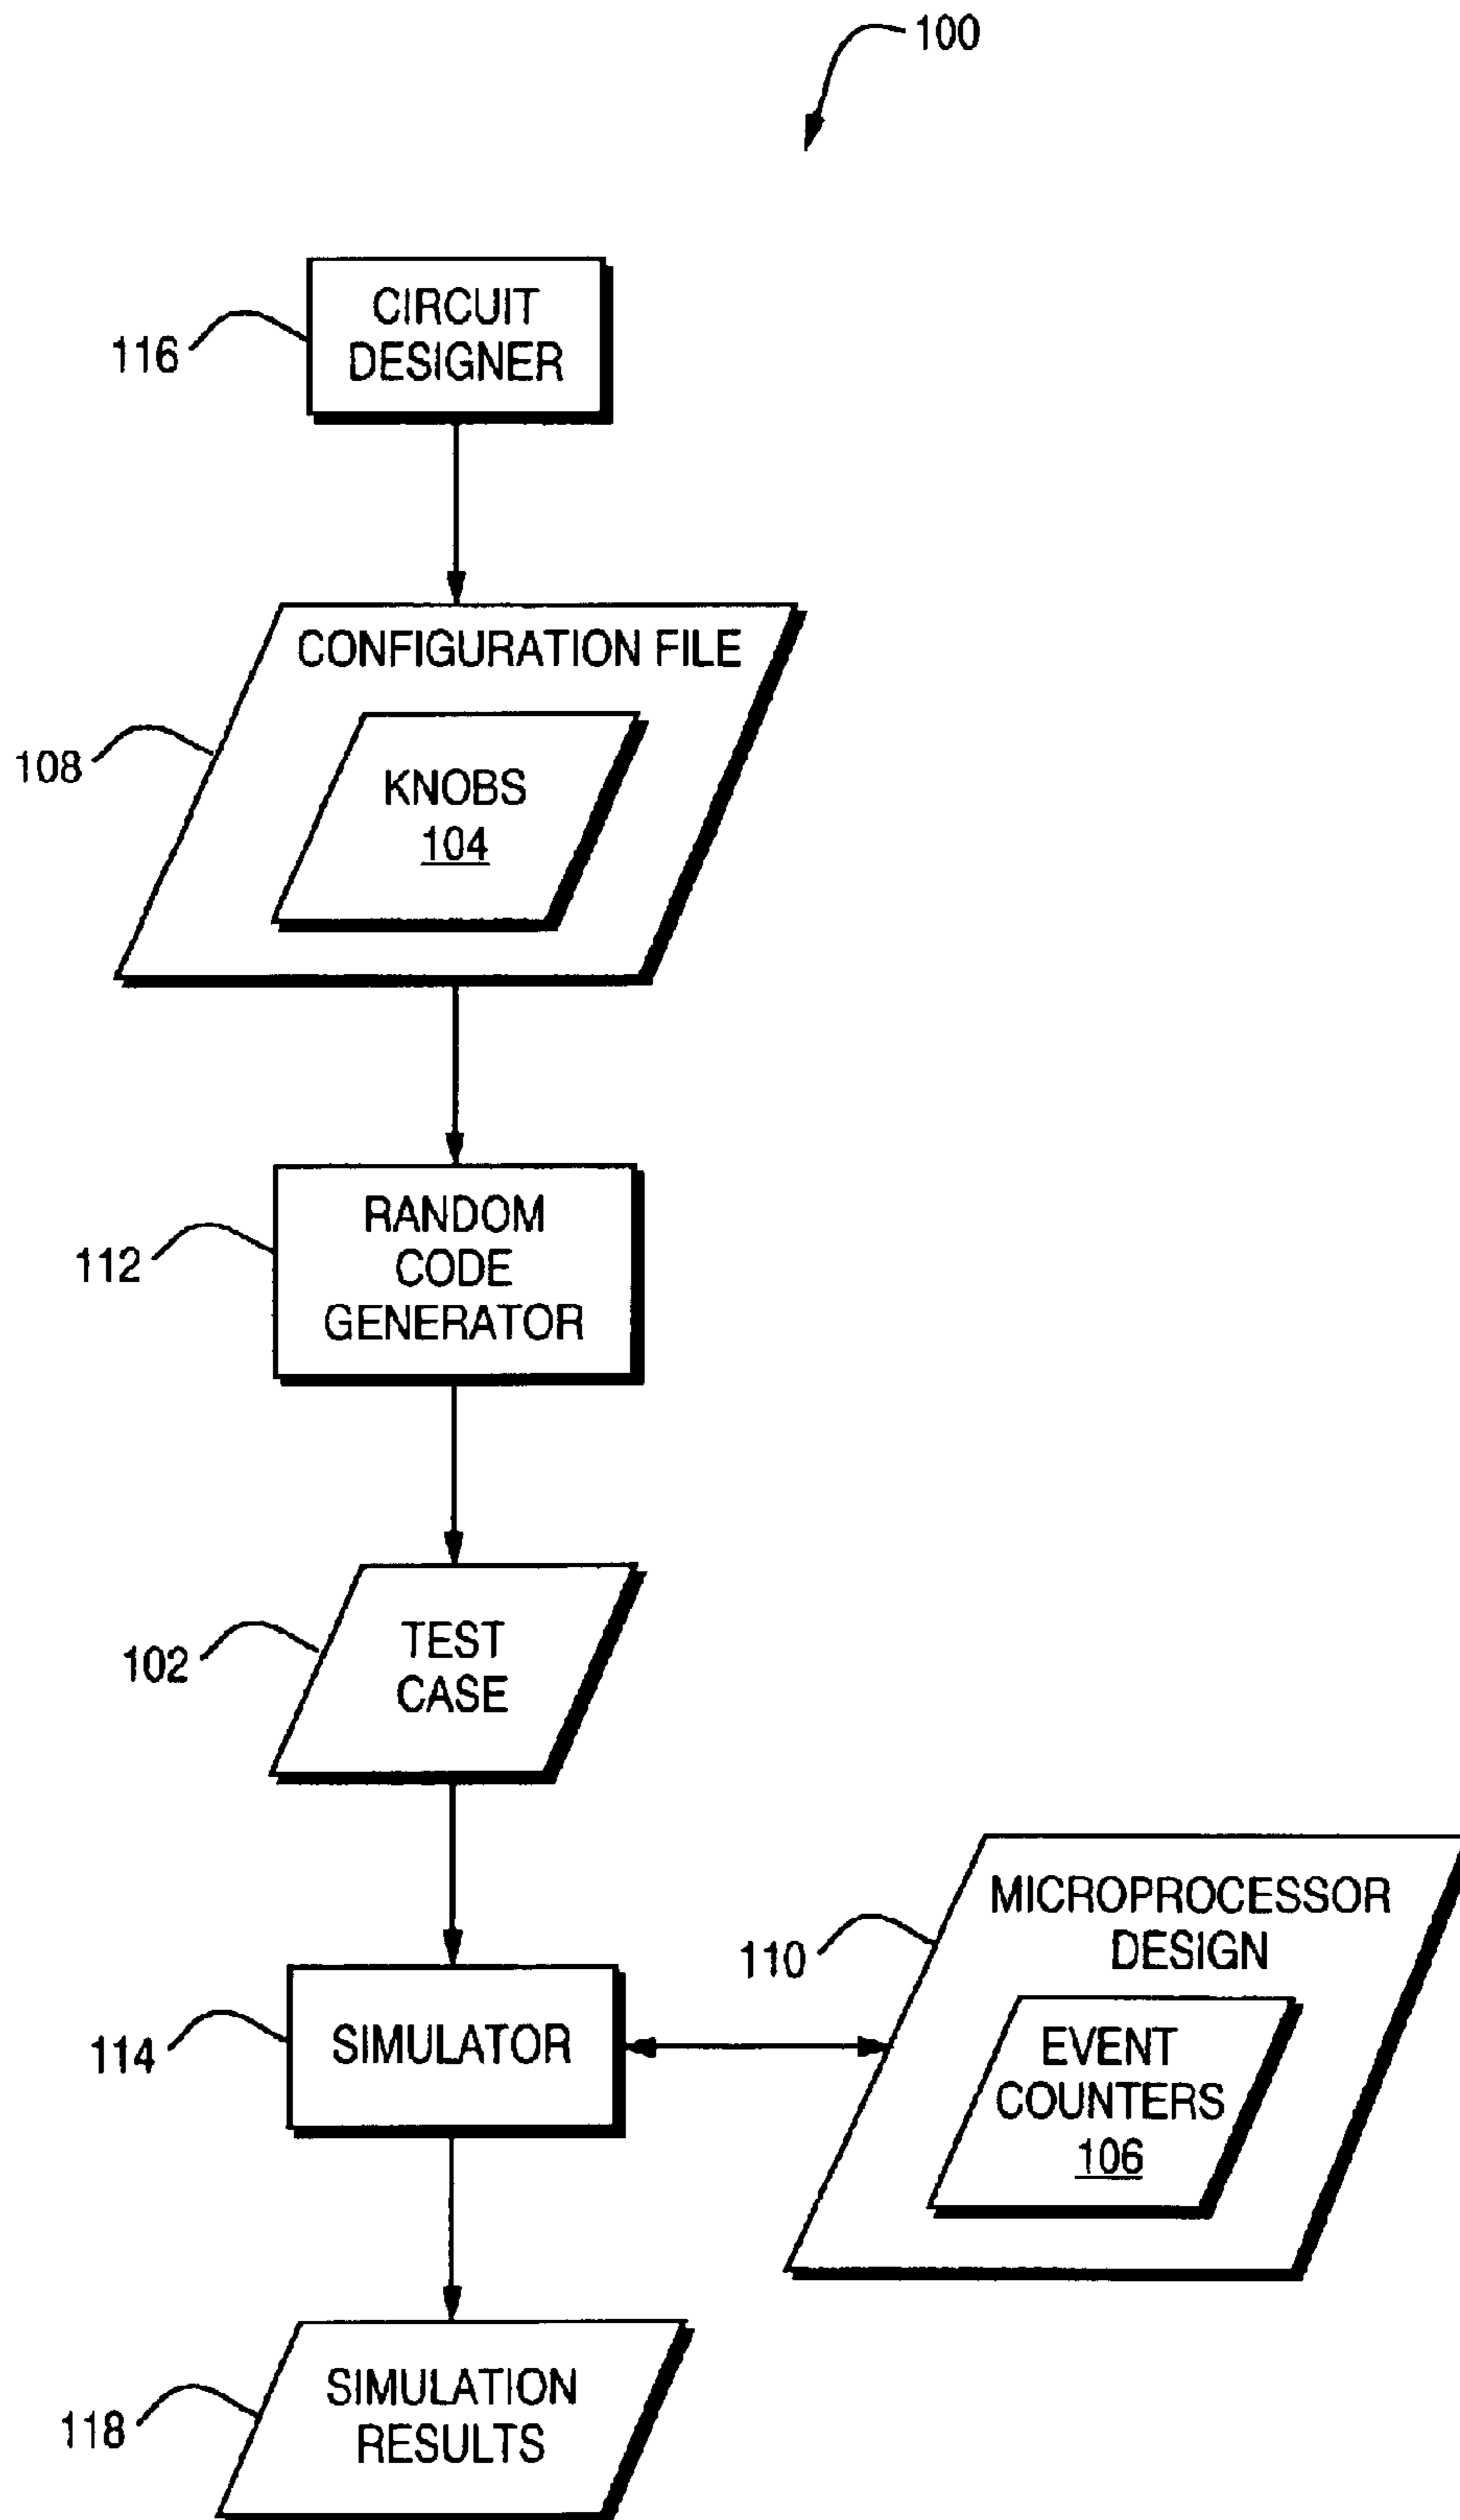 100
CIRCUIT
DESIGNER
116
CONFIGURATION FILE
108
KNOBS
104
RANDOM
CODE
GENERATOR
112
TEST
CASE
102
MICROPROCESSOR
DESIGN
110
EVENT
COUNTERS
106
SIMULATOR
114
SIMULATION
RESULTS
118